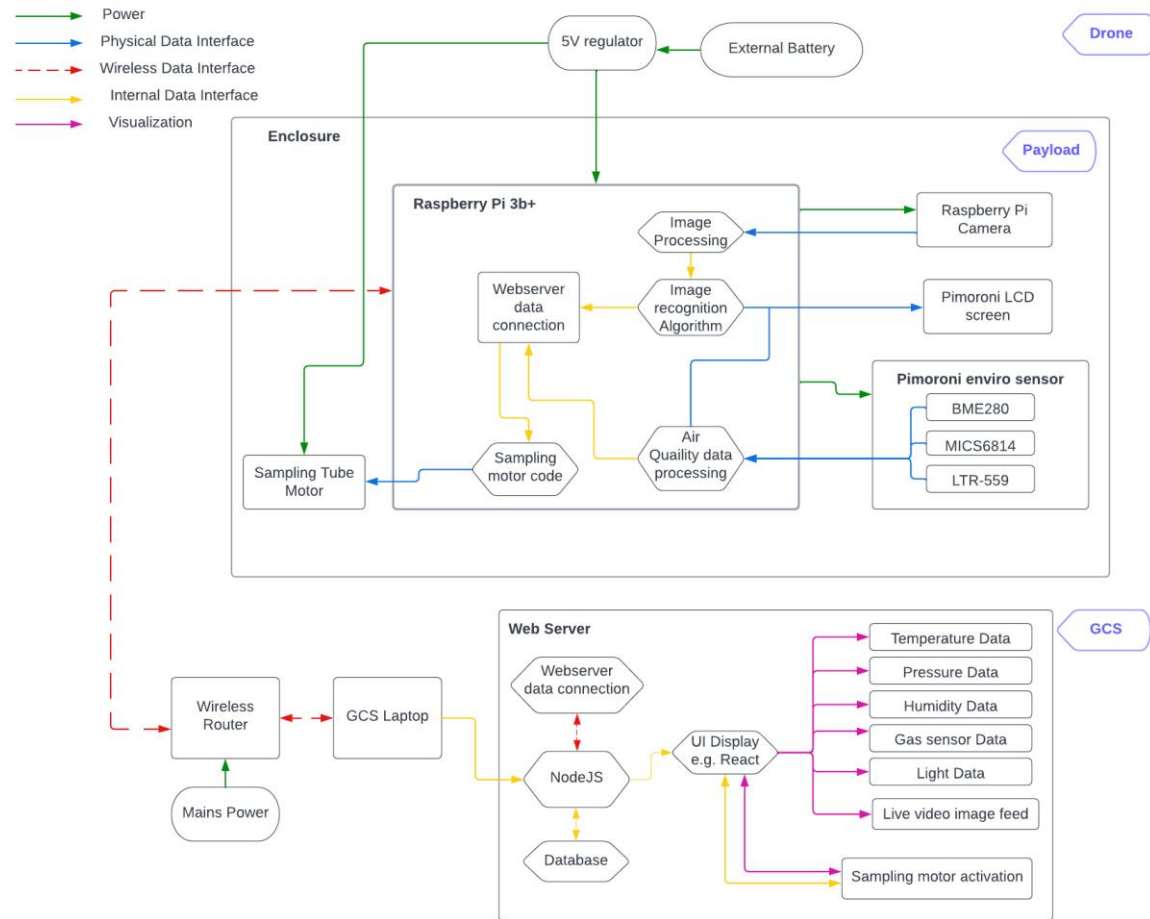 Power
Physical Data Interface
Wireless Data Interface
Internal Data Interface
Visualization
5V regulator
External Battery
Drone
Enclosure
Payload
Raspberry Pi 3b+
Image
Processing
Raspberry Pi
Camera
Webserver
data
connection
Image
recognition
Algorithm
Pimoroni LCD
screen
Pimoroni enviro sensor
BME280
MICS6814
LTR-559
Air
Quaility data
processing
Sampling
motor code
Sampling Tube
Motor
Web Server
GCS
Webserver
data connection
Temperature Data
Pressure Data
Humidity Data
Gas sensor Data
Light Data
Live video image feed
Sampling motor activation
Wireless
Router
GCS Laptop
NodeJS
UI Display
e.g. React
Mains Power
Database